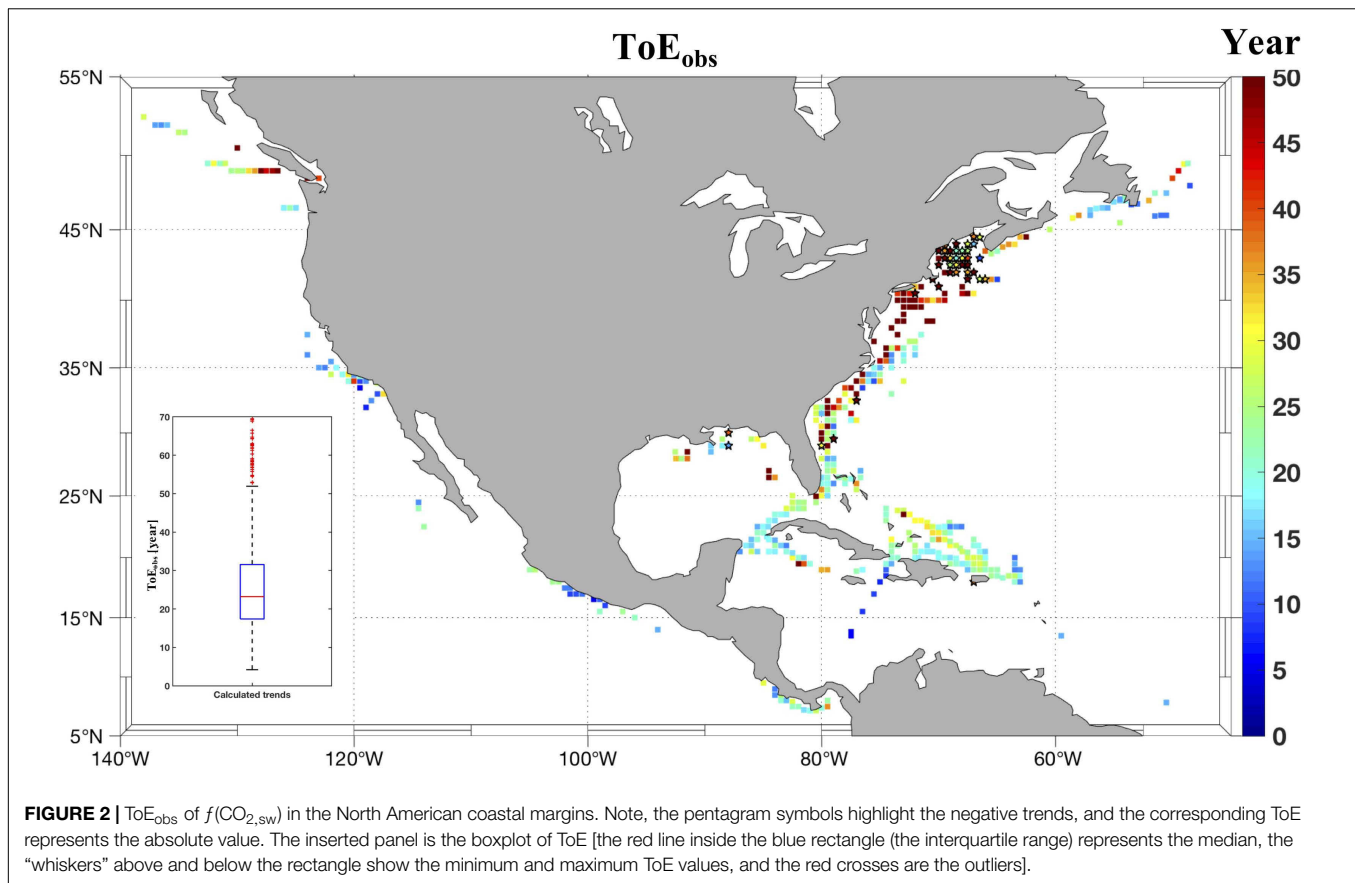 ToEobs
Year
55°N
45°N
35°N
25°N
15°N
5°N
140°W
120°W
100°W
80°W
60°W
50
45
40
35
30
25
20
15
10
5
0
ToEobs [year]
70
60
50
40
30
20
10
0
Calculated trends
FIGURE 2 | ToEobs of f(CO2,sw) in the North American coastal margins. Note, the pentagram symbols highlight the negative trends, and the corresponding ToE
represents the absolute value. The inserted panel is the boxplot of ToE [the red line inside the blue rectangle (the interquartile range) represents the median, the
“whiskers” above and below the rectangle show the minimum and maximum ToE values, and the red crosses are the outliers].